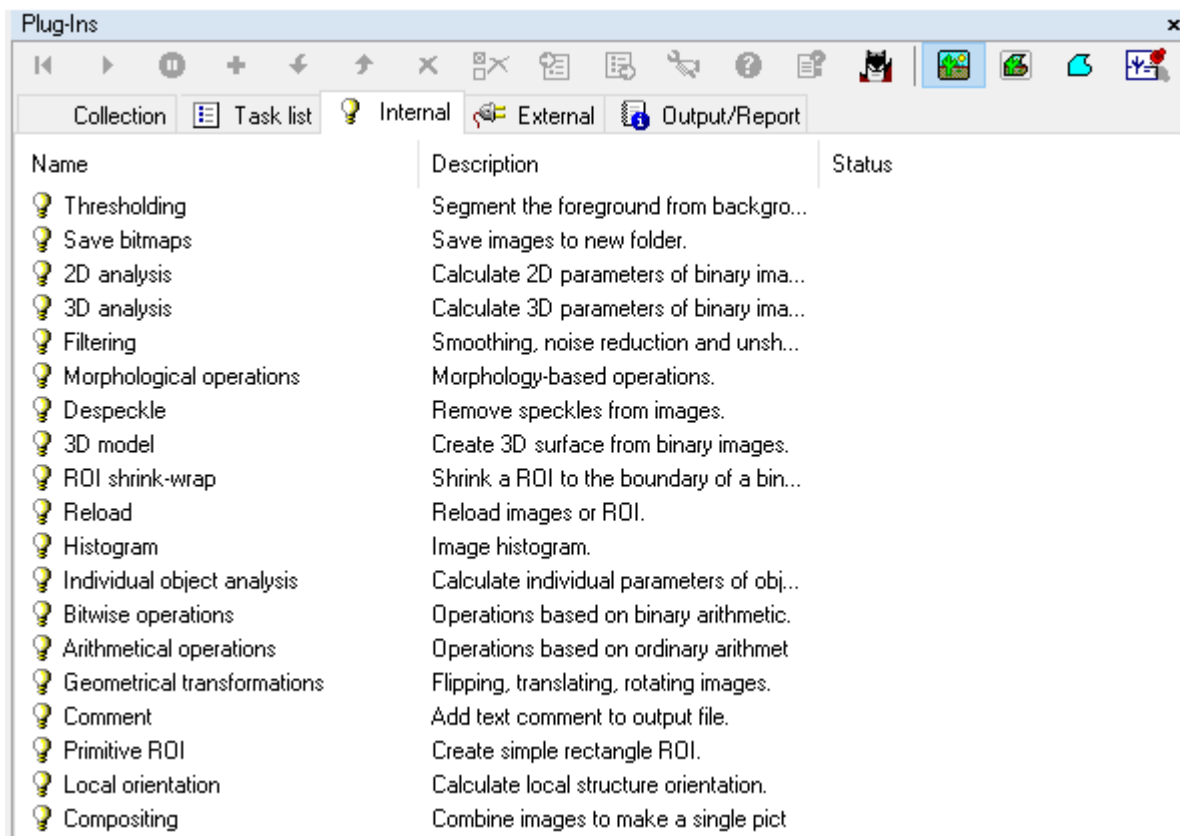 Plug-Ins x
Collection Task list Internal External Output/Report
Name Description Status
Thresholding Segment the foreground from backgro...
Save bitmaps Save images to new folder.
2D analysis Calculate 2D parameters of binary ima...
3D analysis Calculate 3D parameters of binary ima...
Filtering Smoothing, noise reduction and unsh...
Morphological operations Morphology-based operations.
Despeckle Remove speckles from images.
3D model Create 3D surface from binary images.
ROI shrink-wrap Shrink a ROI to the boundary of a bin...
Reload Reload images or ROI.
Histogram Image histogram.
Individual object analysis Calculate individual parameters of obj...
Bitwise operations Operations based on binary arithmetic.
Arithmetical operations Operations based on ordinary arithmet
Geometrical transformations Flipping, translating, rotating images.
Comment Add text comment to output file.
Primitive ROI Create simple rectangle ROI.
Local orientation Calculate local structure orientation.
Compositing Combine images to make a single pict